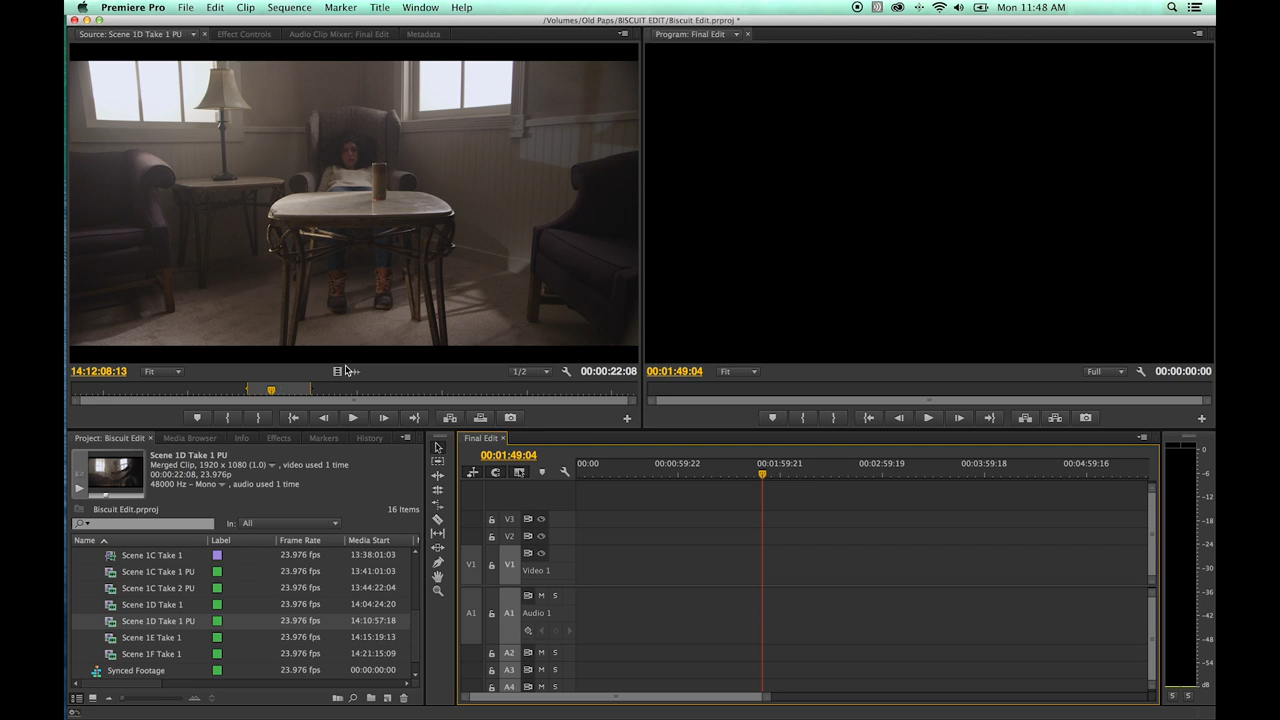 Premiere Pro File Edit Clip Sequence Marker Title Window Help Mon 11:48 AM
/Volumes/Old Paps/BISCUIT EDIT/Biscuit Edit.prproj *
Source: Scene 1D Take 1 PU Effect Controls Audio Clip Mixer: Final Edit Metadata
Program: Final Edit
14:12:08:13 Fit 1/2 00:00:22:08
00:01:49:04 Fit Full 00:00:00:00
Project: Biscuit Edit Media Browser Info Effects Markers History
Scene 1D Take 1 PU
Merged Clip, 1920 x 1080 (1.0) , video used 1 time
00:00:22:08, 23.976p
48000 Hz - Mono , audio used 1 time
Biscuit Edit.prproj 16 Items
In: All
Name Label Frame Rate Media Start
Scene 1C Take 1 23.976 fps 13:38:01:03
Scene 1C Take 1 PU 23.976 fps 13:41:01:03
Scene 1C Take 2 PU 23.976 fps 13:44:22:04
Scene 1D Take 1 23.976 fps 14:04:24:20
Scene 1D Take 1 PU 23.976 fps 14:10:57:18
Scene 1E Take 1 23.976 fps 14:15:19:13
Scene 1F Take 1 23.976 fps 14:21:15:09
Synced Footage 23.976 fps 00:00:00:00
Final Edit
00:01:49:04
00:00 00:00:59:22 00:01:59:21 00:02:59:19 00:03:59:18 00:04:59:16
V3
V2
V1 V1
Video 1
M S
A1 A1 Audio 1
A2 M S
A3 M S
A4 M S
0
-6
-12
-18
-24
-30
-36
-42
-48
-54
dB
S S